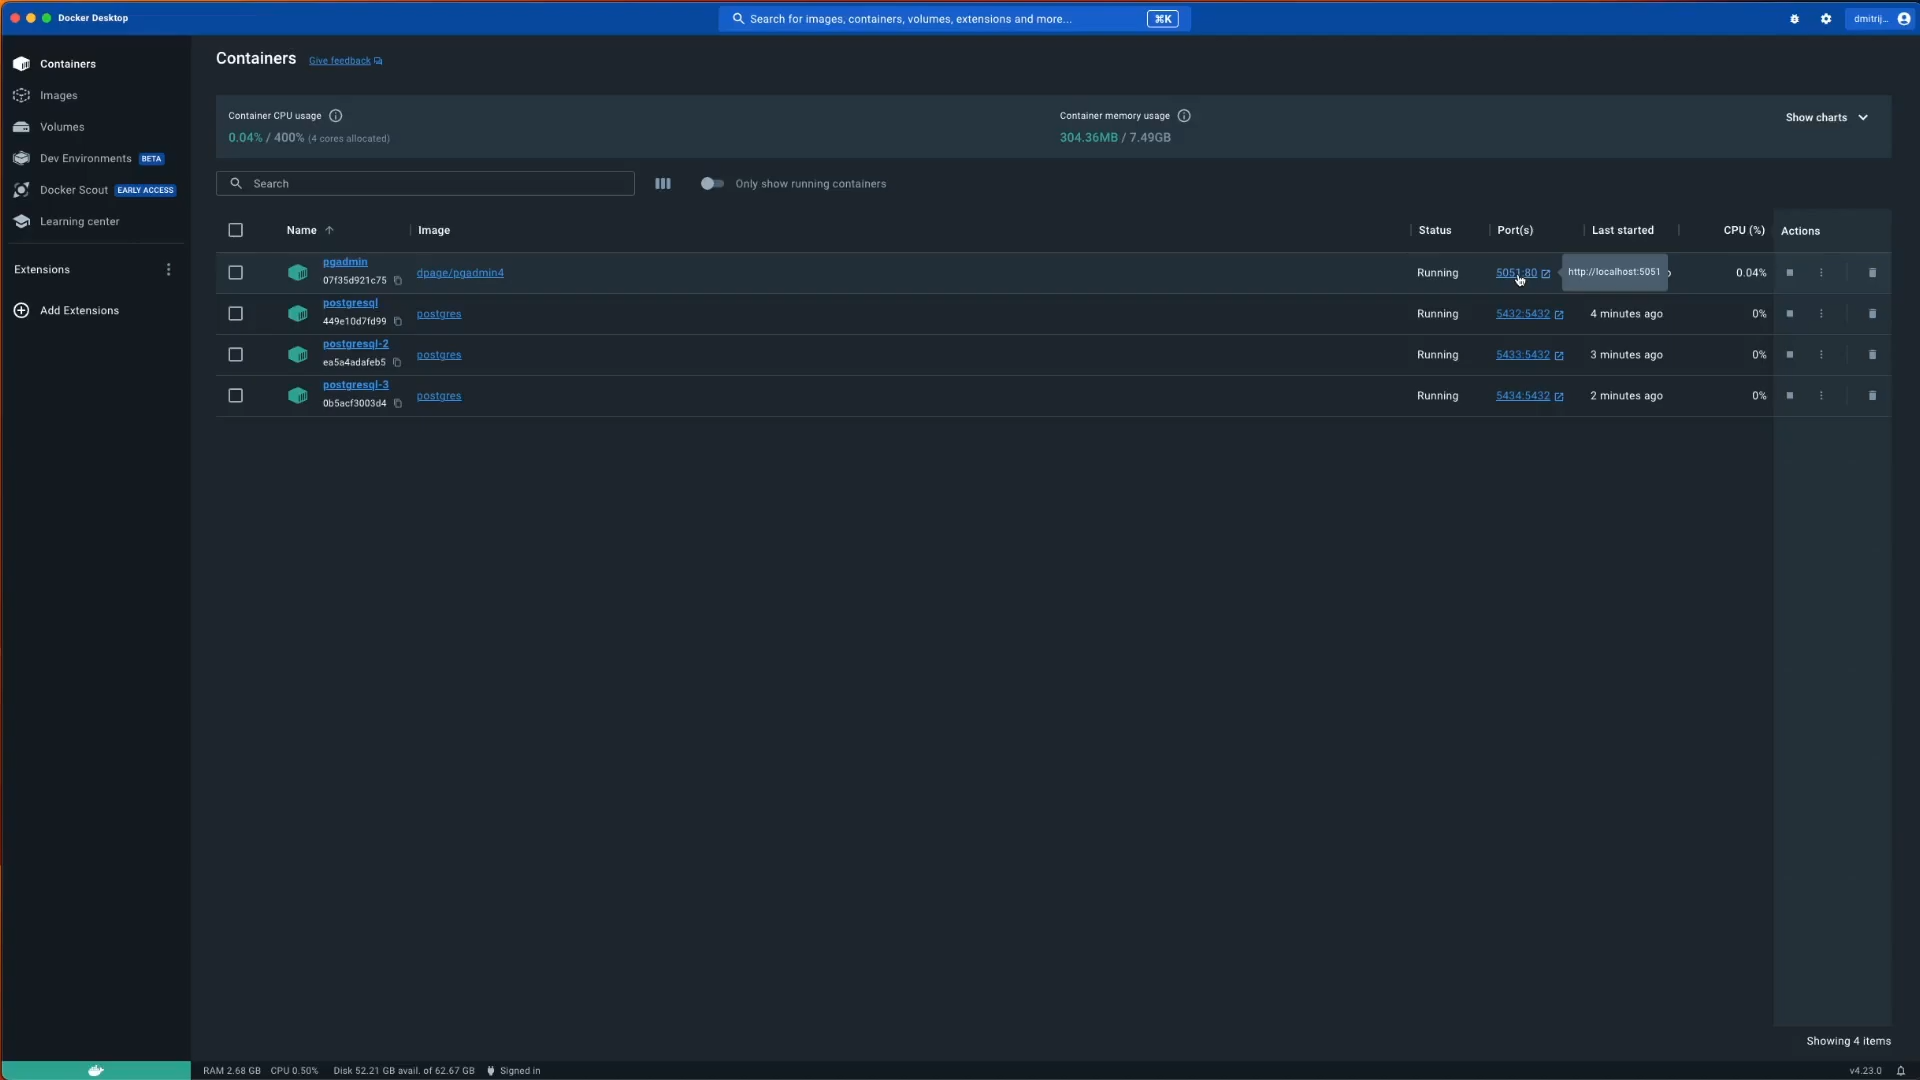 Docker Desktop
Search for images, containers, volumes, extensions and more...
⌘K
dmitrij...
Containers
Images
Volumes
Dev Environments BETA
Docker Scout EARLY ACCESS
Learning center
Extensions
Add Extensions
Containers Give feedback
Container CPU usage
0.04% / 400% (4 cores allocated)
Container memory usage
304.36MB / 7.49GB
Show charts
Search
Only show running containers
Name Image Status Port(s) Last started CPU (%) Actions
pgadmin
07f35d921c75
dpage/pgadmin4 Running 5051:80 http://localhost:5051 0.04%
postgresql
449e10d7fd99
postgres Running 5432:5432 4 minutes ago 0%
postgresql-2
ea5a4adafeb5
postgres Running 5433:5432 3 minutes ago 0%
postgresql-3
0b5acf3003d4
postgres Running 5434:5432 2 minutes ago 0%
Showing 4 items
RAM 2.68 GB CPU 0.50% Disk 52.21 GB avail. of 62.67 GB Signed in
v4.23.0